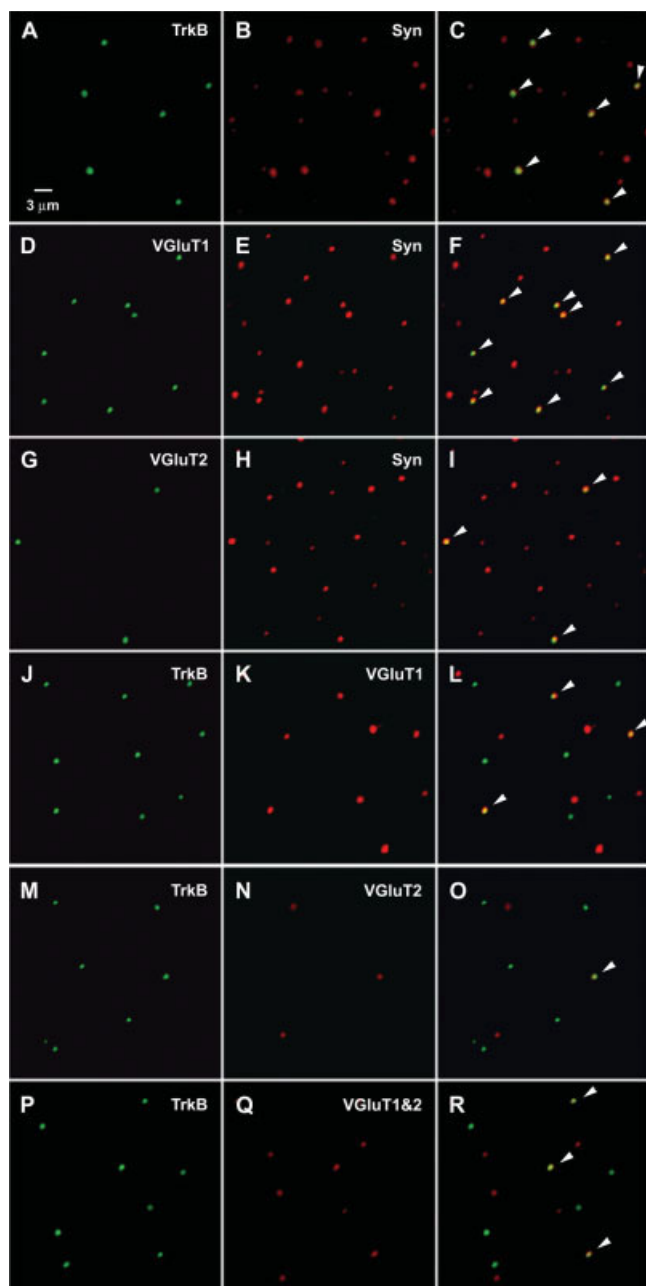 A TrkB B Syn C
3 μm
D VGluT1 E Syn F
G VGluT2 H Syn I
J TrkB K VGluT1 L
M TrkB N VGluT2 O
P TrkB Q VGluT1&2 R